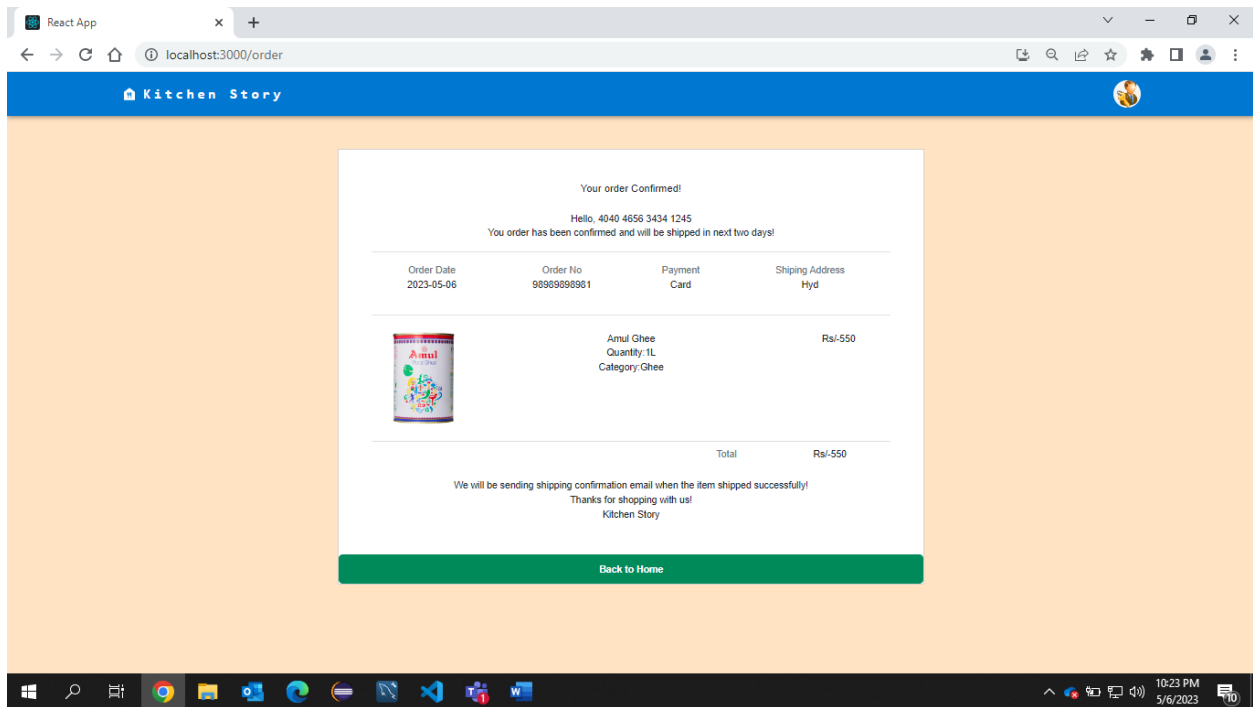 React App
localhost:3000/order
Kitchen Story
Your order Confirmed!
Hello, 4040 4656 3434 1245
You order has been confirmed and will be shipped in next two days!
Order Date Order No Payment Shiping Address
2023-05-06 98989898981 Card Hyd
Amul
Amul Ghee Rs/-550
Quantity:1L
Category:Ghee
Total Rs/-550
We will be sending shipping confirmation email when the item shipped successfully!
Thanks for shopping with us!
Kitchen Story
Back to Home
10:23 PM
5/6/2023
10
1